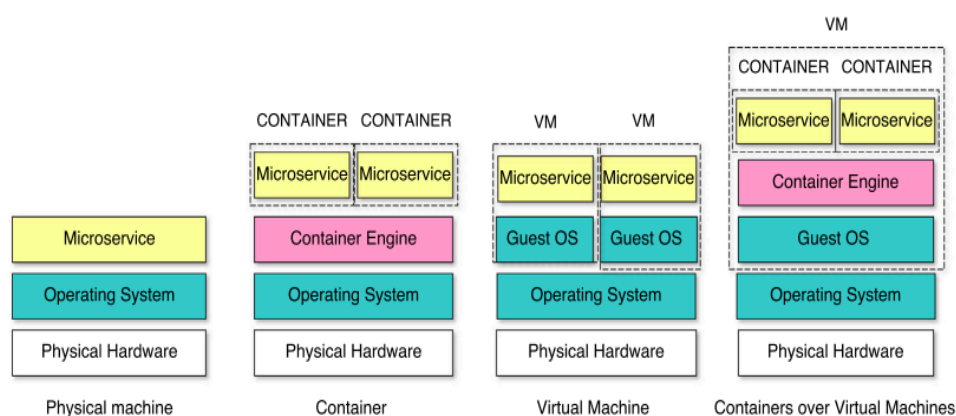 VM
CONTAINER CONTAINER
Microservice Microservice
Container Engine
Guest OS
Operating System
Physical Hardware
Containers over Virtual Machines
VM VM
Microservice Microservice
Guest OS Guest OS
Operating System
Physical Hardware
Virtual Machine
CONTAINER CONTAINER
Microservice Microservice
Container Engine
Operating System
Physical Hardware
Container
Microservice
Operating System
Physical Hardware
Physical machine